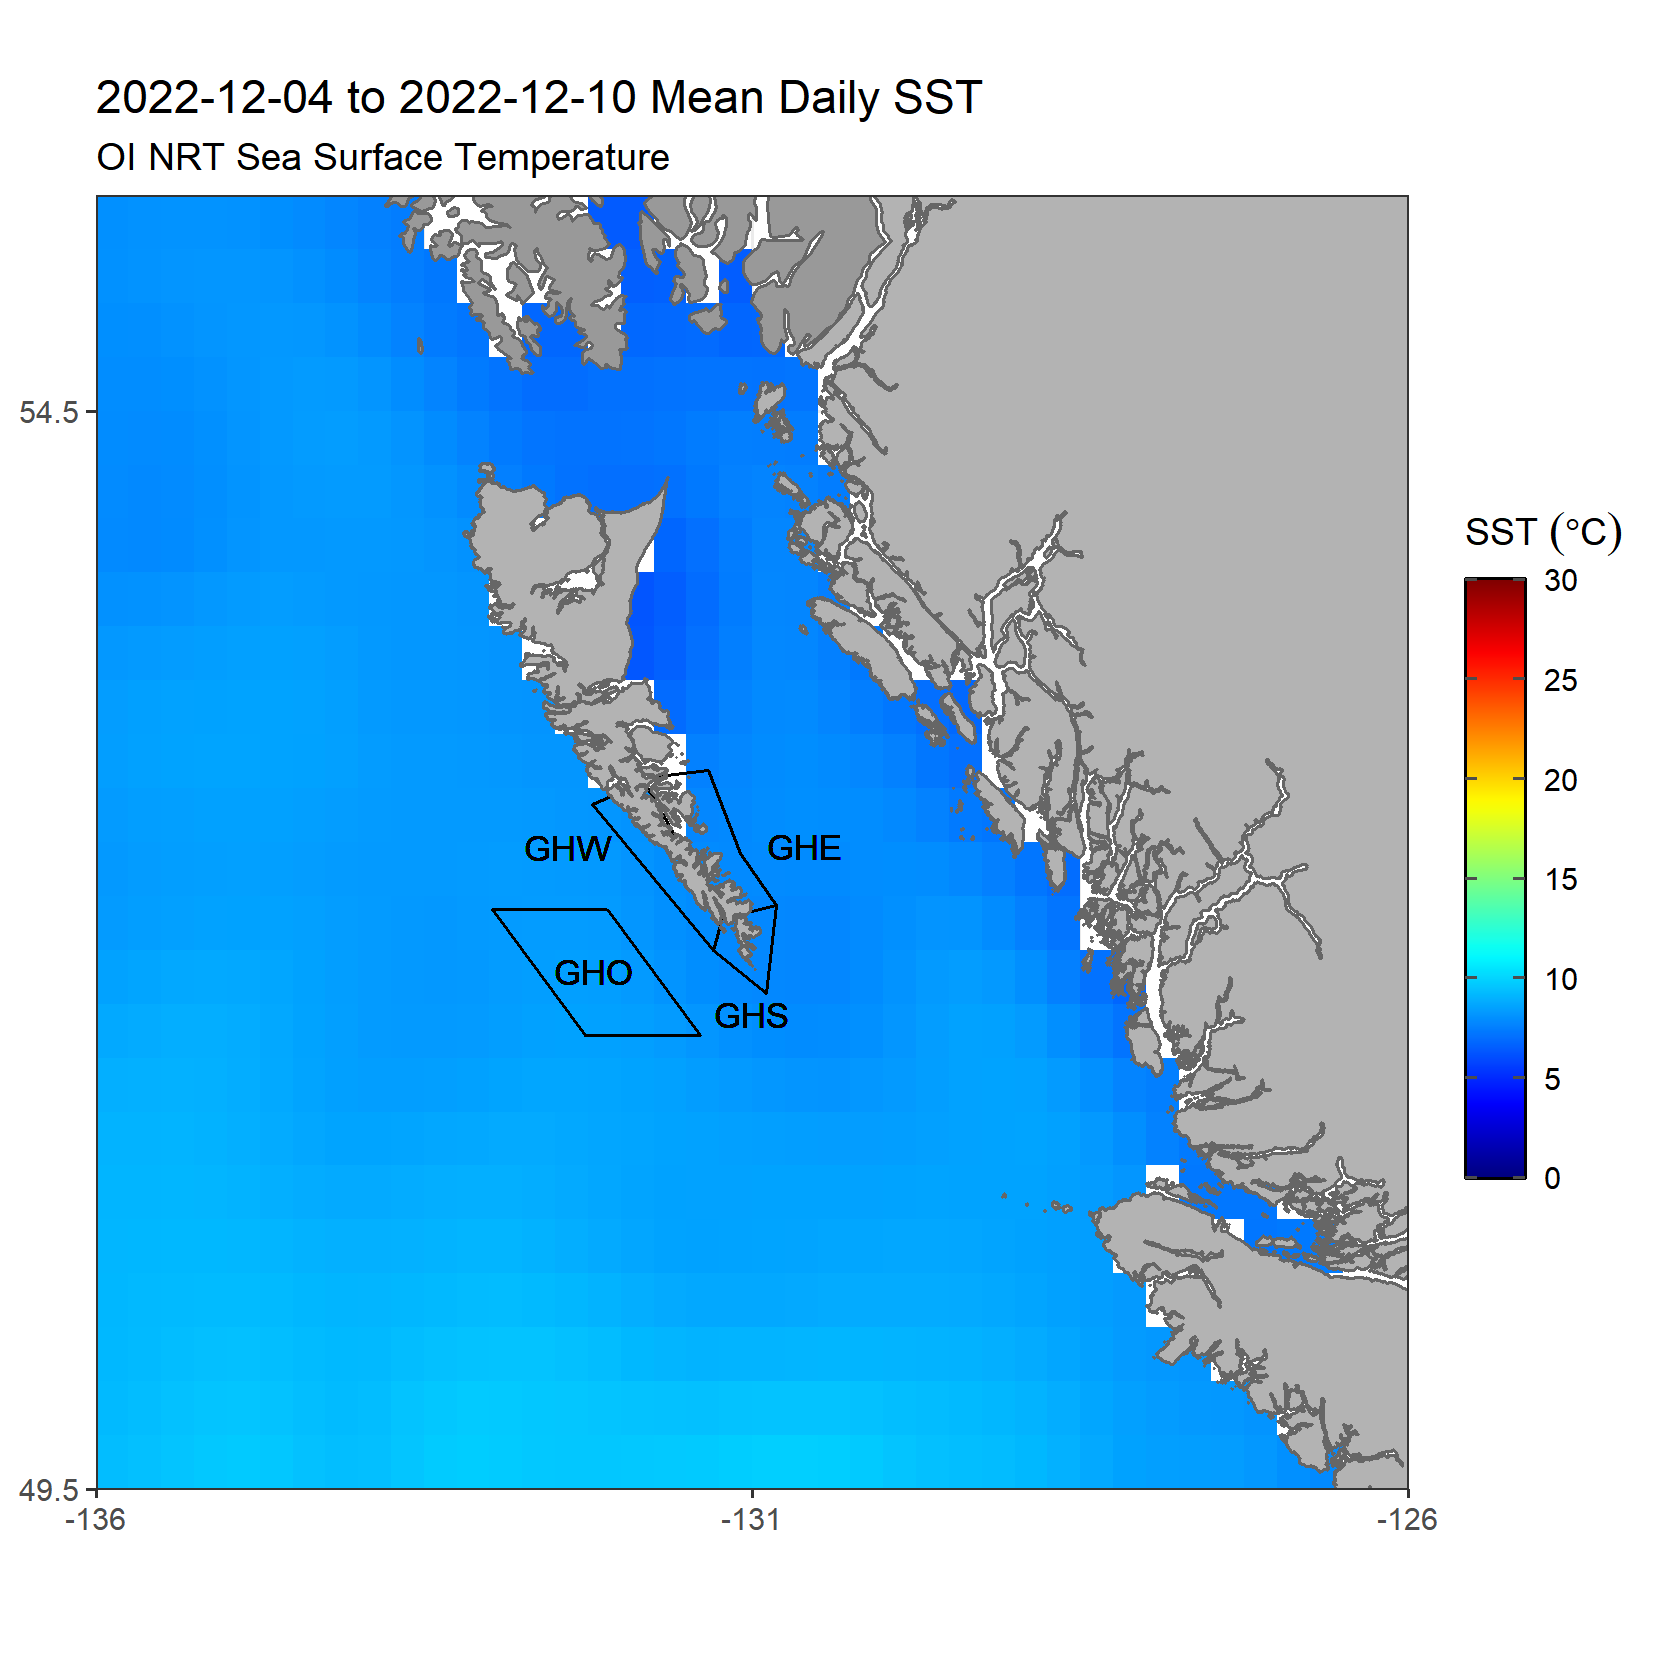 2022-12-04 to 2022-12-10 Mean Daily SST
OI NRT Sea Surface Temperature
54.5
49.5
-136
-131
-126
GHW
GHE
GHO
GHS
SST (°C)
30
25
20
15
10
5
0